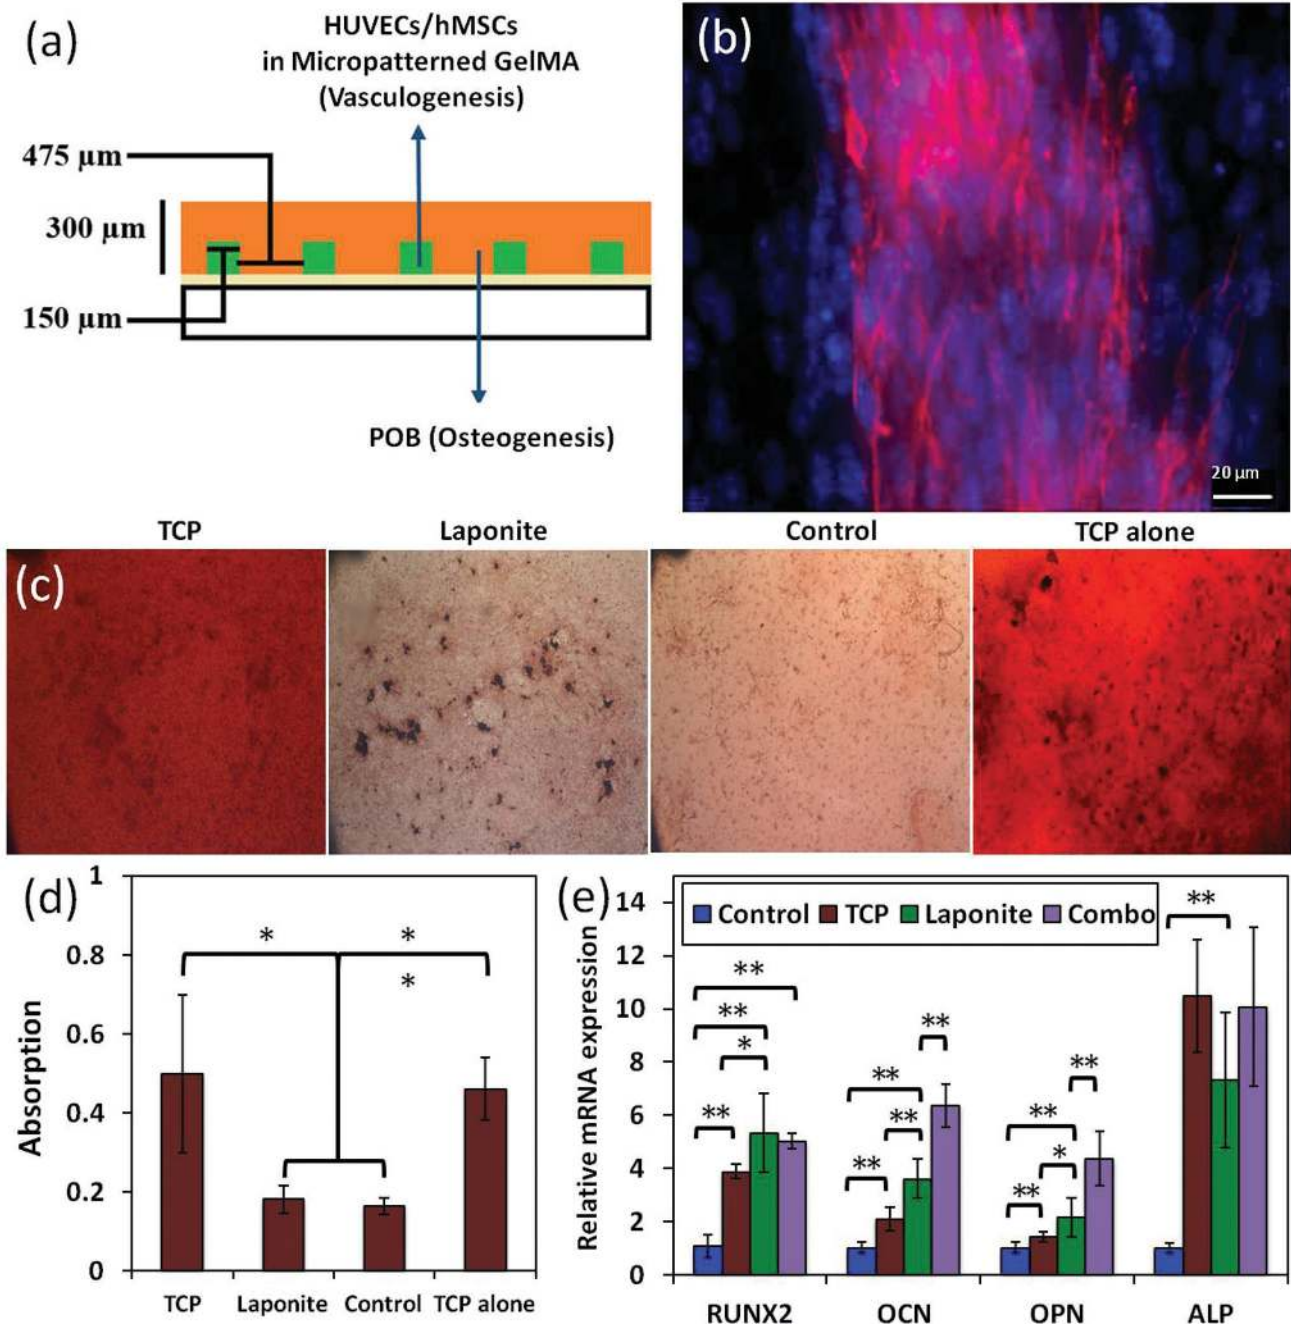 (a)
HUVECs/hMSCs
in Micropatterned GelMA
(Vasculogenesis)
475 µm
300 µm
150 µm
POB (Osteogenesis)
(b)
20 µm
TCP
Laponite
Control
TCP alone
(c)
(d)
Absorption
1
0.8
0.6
0.4
0.2
0
*
*
*
TCP
Laponite
Control
TCP alone
(e)
Relative mRNA expression
14
12
10
8
6
4
2
0
Control
TCP
Laponite
Combo
**
**
*
**
**
**
**
**
**
**
*
**
**
RUNX2
OCN
OPN
ALP